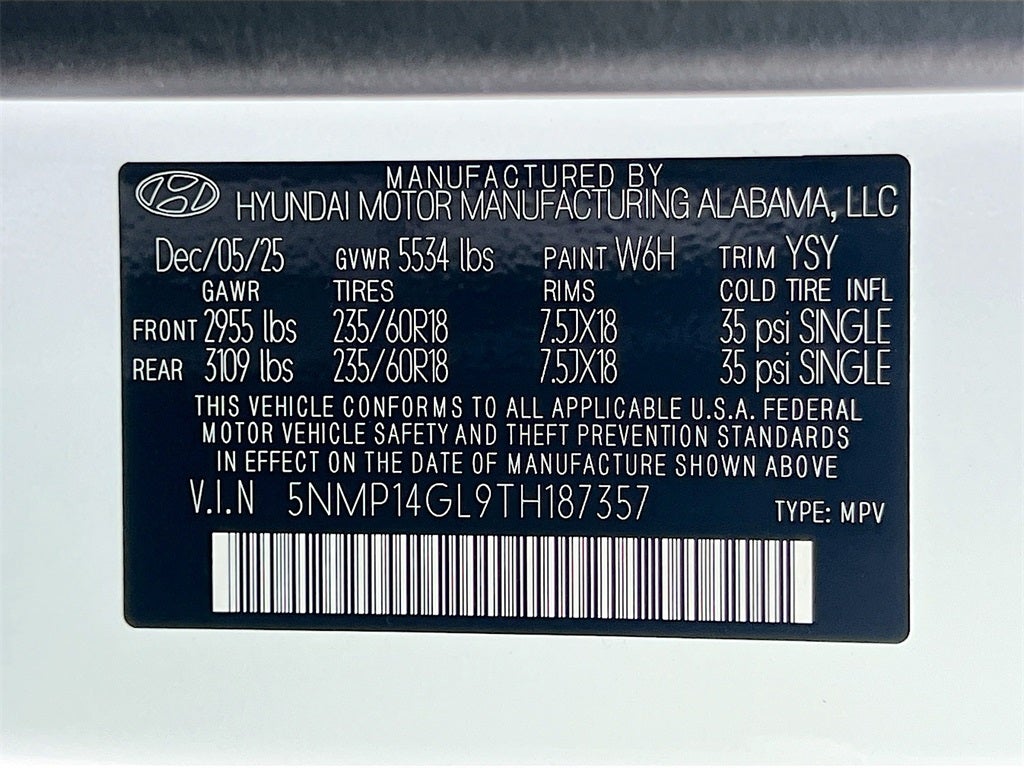 MANUFACTURED BY
HYUNDAI MOTOR MANUFACTURING ALABAMA, LLC
Dec/05/25 GVWR 5534 lbs PAINT W6H TRIM YSY
GAWR TIRES RIMS COLD TIRE INFL
FRONT 2955 lbs 235/60R18 7.5JX18 35 psi SINGLE
REAR 3109 lbs 235/60R18 7.5JX18 35 psi SINGLE
THIS VEHICLE CONFORMS TO ALL APPLICABLE U.S.A. FEDERAL
MOTOR VEHICLE SAFETY AND THEFT PREVENTION STANDARDS
IN EFFECT ON THE DATE OF MANUFACTURE SHOWN ABOVE
V.I.N 5NMP14GL9TH187357 TYPE: MPV